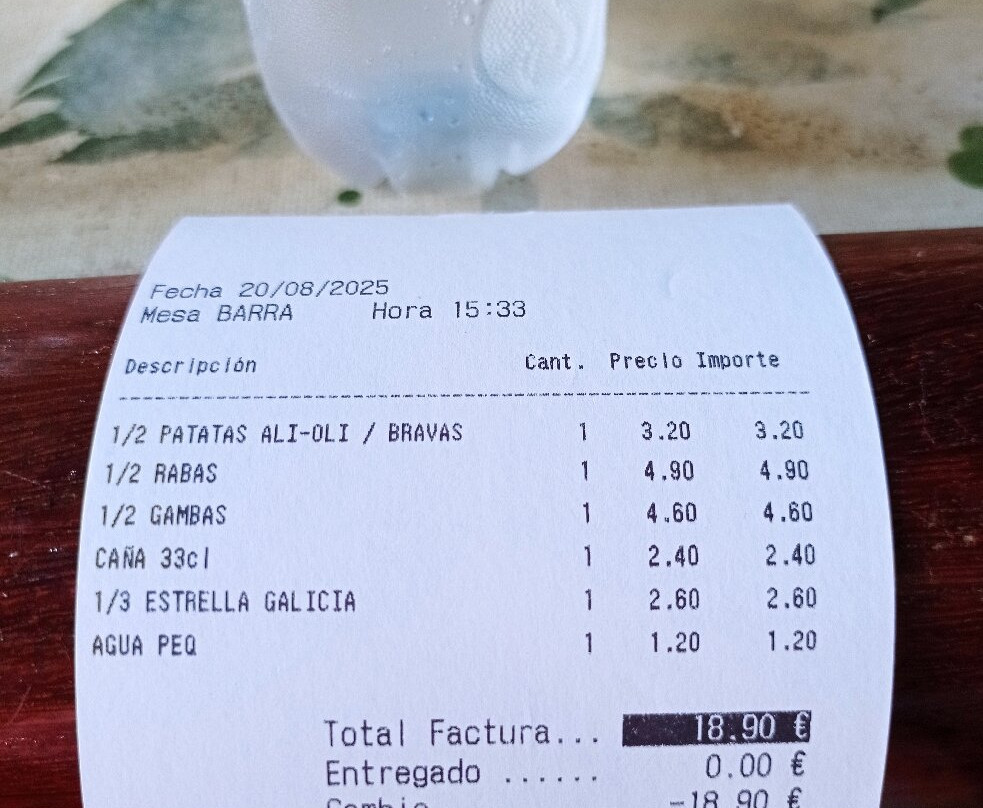 Fecha 20/08/2025
Mesa BARRA Hora 15:33
Descripción Cant. Precio Importe
1/2 PATATAS ALI-OLI / BRAVAS 1 3.20 3.20
1/2 RABAS 1 4.90 4.90
1/2 GAMBAS 1 4.60 4.60
CAÑA 33cl 1 2.40 2.40
1/3 ESTRELLA GALICIA 1 2.60 2.60
AGUA PEQ 1 1.20 1.20
Total Factura... 18.90 €
Entregado ...... 0.00 €
Cambio -18.90 €